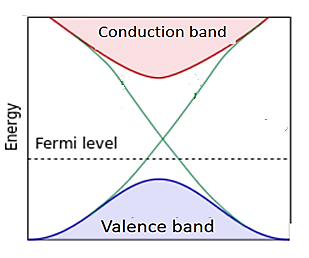 Conduction band
Energy
Fermi level
Valence band